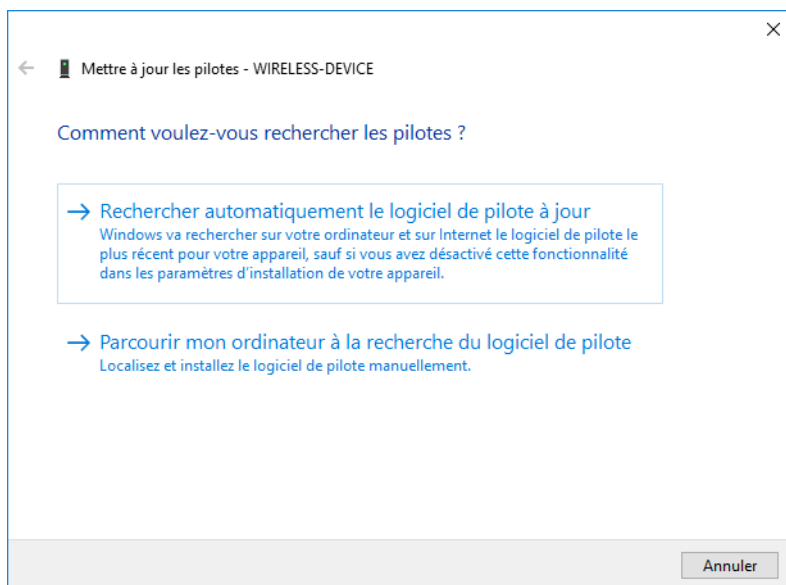 Mettre à jour les pilotes - WIRELESS-DEVICE
Comment voulez-vous rechercher les pilotes ?
Rechercher automatiquement le logiciel de pilote à jour
Windows va rechercher sur votre ordinateur et sur Internet le logiciel de pilote le
plus récent pour votre appareil, sauf si vous avez désactivé cette fonctionnalité
dans les paramètres d'installation de votre appareil.
Parcourir mon ordinateur à la recherche du logiciel de pilote
Localisez et installez le logiciel de pilote manuellement.
Annuler